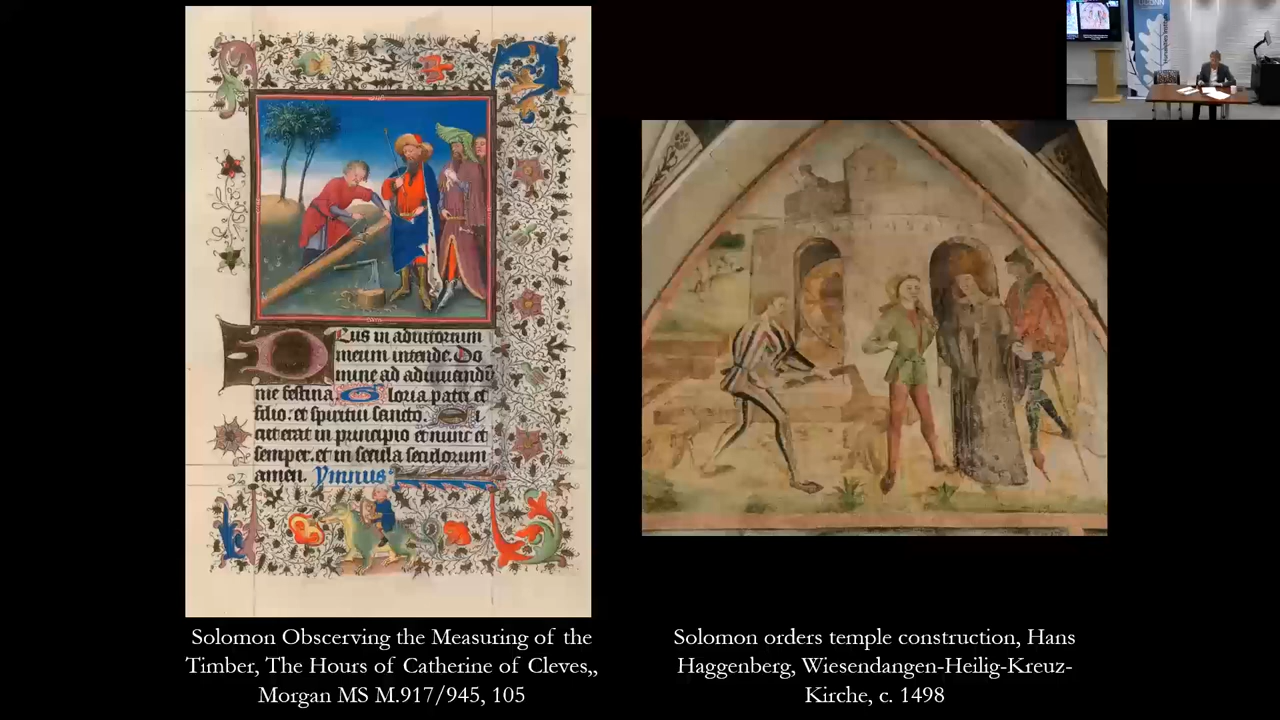 UCONN
Eus in adiutorium
meum intende. Do
mine ad adiuuandū
me festina. Gloria patri et
filio: et spiritui sancto. Si
cut erat in principio et nunc et
semper. et in secula seculorum
amen. Ymnus
Solomon Obscerving the Measuring of the
Timber, The Hours of Catherine of Cleves,,
Morgan MS M.917/945, 105
Solomon orders temple construction, Hans
Haggenberg, Wiesendangen-Heilig-Kreuz-
Kirche, c. 1498